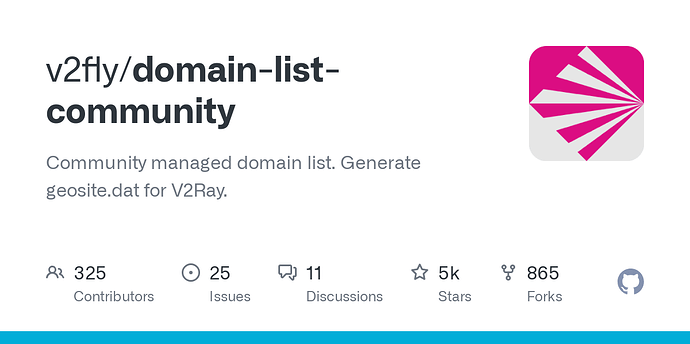 v2fly/domain-list-
community
Community managed domain list. Generate
geosite.dat for V2Ray.
325
Contributors
25
Issues
11
Discussions
5k
Stars
865
Forks